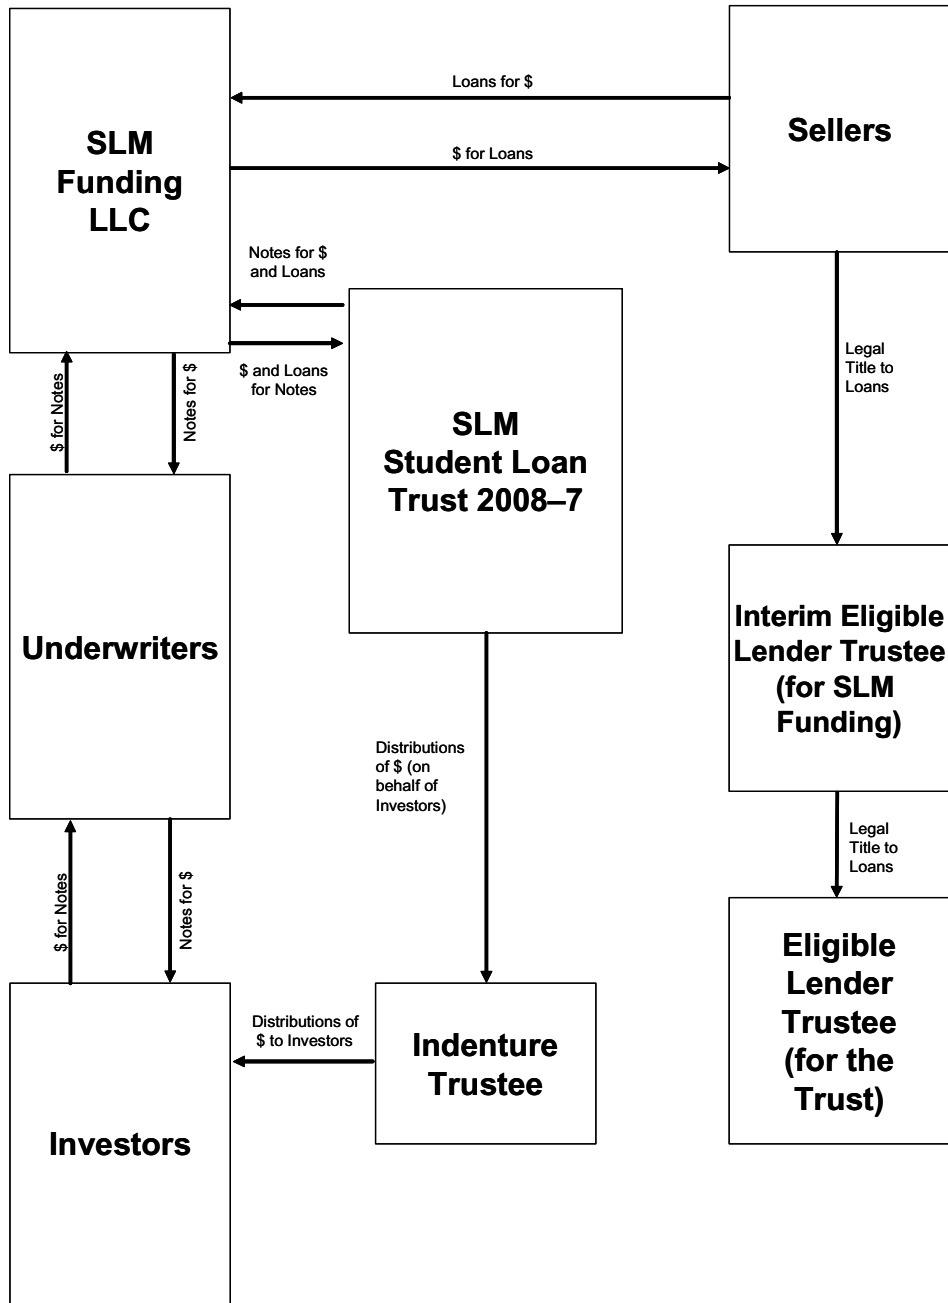 Loans for $
SLM
Funding
LLC
Sellers
$ for Loans
Notes for $
and Loans
$ and Loans
for Notes
Legal
Title to
Loans
$ for Notes
Notes for $
SLM
Student Loan
Trust 2008–7
Underwriters
Interim Eligible
Lender Trustee
(for SLM
Funding)
Distributions
of $ (on
behalf of
Investors)
Legal
Title to
Loans
$ for Notes
Notes for $
Eligible
Lender
Trustee
(for the
Trust)
Distributions of
$ to Investors
Indenture
Trustee
Investors